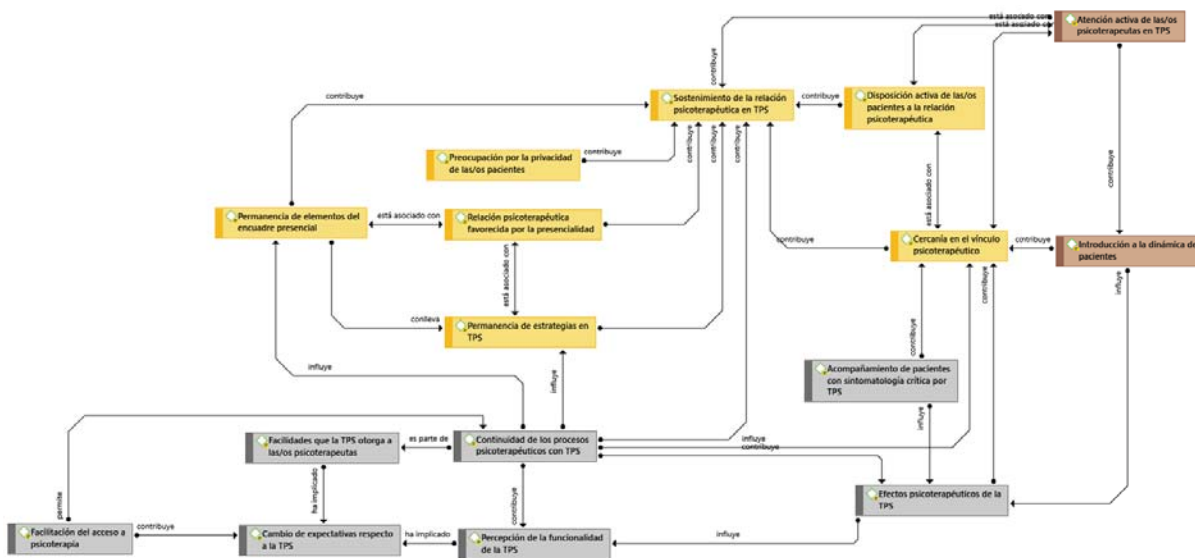 está asociado con
está asociado con
Atención activa de las/os
psicoterapeutas en TPS
contribuye
contribuye
Sostenimiento de la relación
psicoterapéutica en TPS
contribuye
Disposición activa de las/os
pacientes a la relación
psicoterapéutica
contribuye
Preocupación por la privacidad
de las/os pacientes
contribuye
contribuye
contribuye
contribuye
contribuye
está asociado con
contribuye
Permanencia de elementos del
encuadre presencial
está asociado con
Relación psicoterapéutica
favorecida por la presencialidad
contribuye
Cercanía en el vínculo
psicoterapéutico
contribuye
Introducción a la dinámica de
pacientes
está asociado con
conlleva
Permanencia de estrategias en
TPS
contribuye
influye
contribuye
Acompañamiento de pacientes
con sintomatología crítica por
TPS
influye
influye
influye
Facilidades que la TPS otorga a
las/os psicoterapeutas
es parte de
Continuidad de los procesos
psicoterapéuticos con TPS
influye
contribuye
permite
ha implicado
contribuye
Efectos psicoterapéuticos de la
TPS
Facilitación del acceso a
psicoterapia
contribuye
Cambio de expectativas respecto
a la TPS
ha implicado
Percepción de la funcionalidad
de la TPS
influye